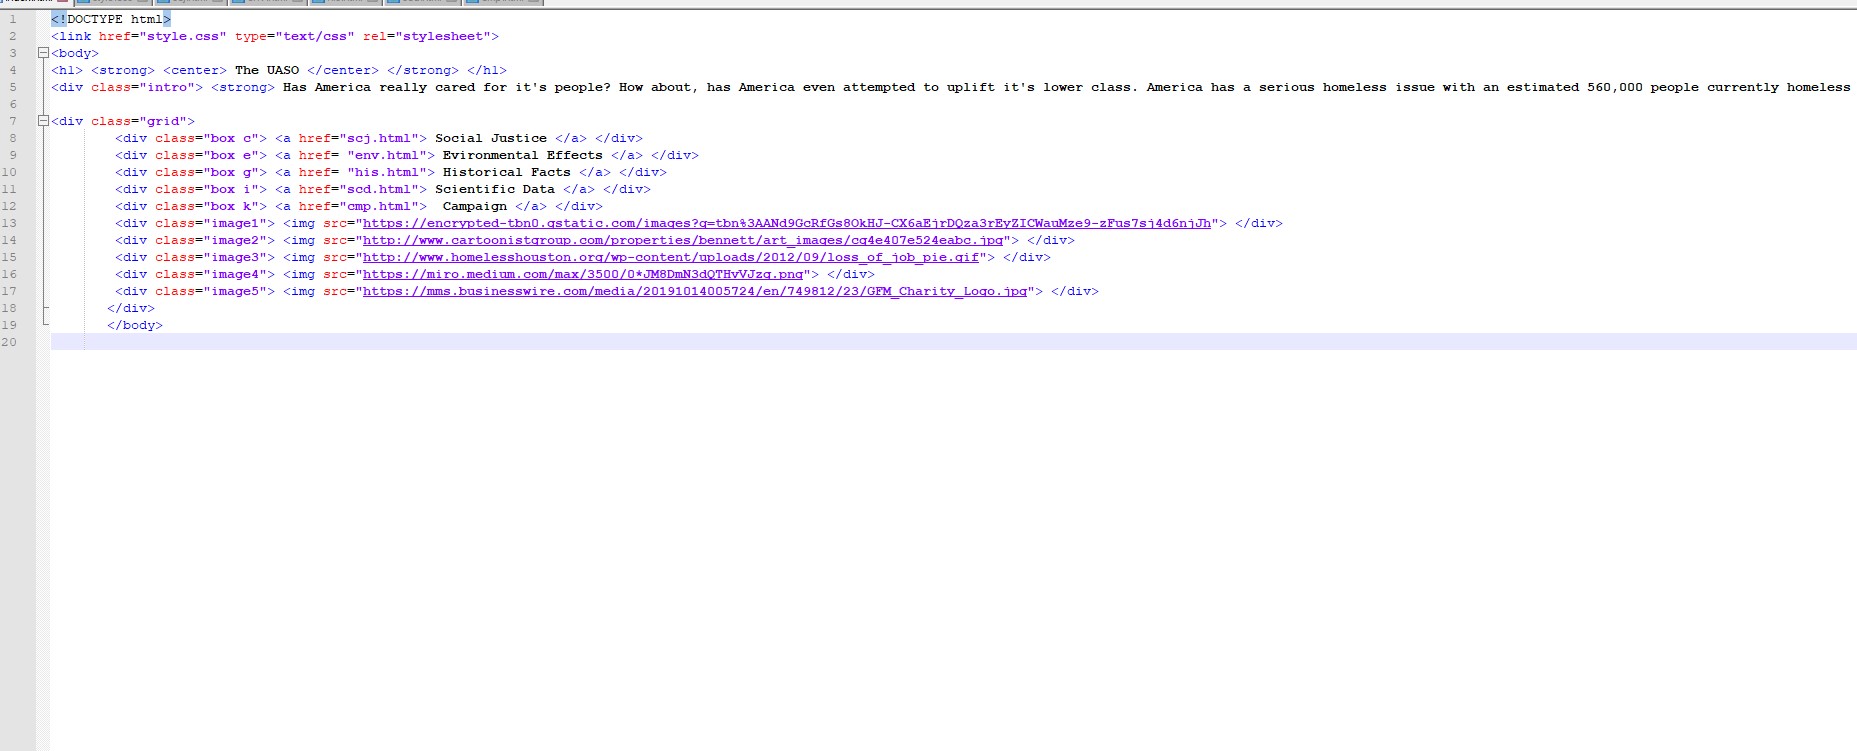 1 <!DOCTYPE html>
2 <link href="style.css" type="text/css" rel="stylesheet">
3 <body>
4 <h1> <strong> <center> The UASO </center> </strong> </h1>
5 <div class="intro"> <strong> Has America really cared for it's people? How about, has America even attempted to uplift it's lower class. America has a serious homeless issue with an estimated 560,000 people currently homeless
6
7 <div class="grid">
8 <div class="box c"> <a href="scj.html"> Social Justice </a> </div>
9 <div class="box e"> <a href= "env.html"> Evironmental Effects </a> </div>
10 <div class="box g"> <a href= "his.html"> Historical Facts </a> </div>
11 <div class="box i"> <a href="scd.html"> Scientific Data </a> </div>
12 <div class="box k"> <a href="cmp.html">  Campaign </a> </div>
13 <div class="image1"> <img src="https://encrypted-tbn0.gstatic.com/images?q=tbn%3AANd9GcRfGs8OkHJ-CX6aEjrDQza3rEyZICWauMze9-zFus7sj4d6njJh"> </div>
14 <div class="image2"> <img src="http://www.cartoonistgroup.com/properties/bennett/art_images/cg4e407e524eabc.jpg"> </div>
15 <div class="image3"> <img src="http://www.homelesshouston.org/wp-content/uploads/2012/09/loss_of_job_pie.gif"> </div>
16 <div class="image4"> <img src="https://miro.medium.com/max/3500/0*JM8DmN3dQTHvVJzq.png"> </div>
17 <div class="image5"> <img src="https://mms.businesswire.com/media/20191014005724/en/749812/23/GFM_Charity_Logo.jpg"> </div>
18 </div>
19 </body>
20